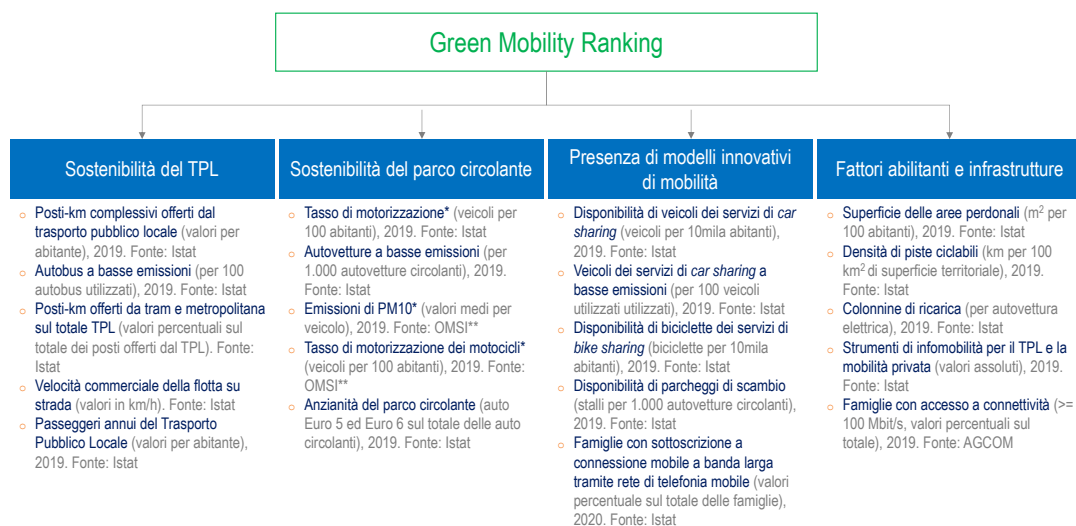 Green Mobility Ranking
Sostenibilità del TPL
Posti-km complessivi offerti dal
trasporto pubblico locale (valori per
abitante), 2019. Fonte: Istat
Autobus a basse emissioni (per 100
autobus utilizzati), 2019. Fonte: Istat
Posti-km offerti da tram e metropolitana
sul totale TPL (valori percentuali sul
totale dei posti offerti dal TPL). Fonte:
Istat
Velocità commerciale della flotta su
strada (valori in km/h). Fonte: Istat
Passeggeri annui del Trasporto
Pubblico Locale (valori per abitante),
2019. Fonte: Istat
Sostenibilità del parco circolante
Tasso di motorizzazione* (veicoli per
100 abitanti), 2019. Fonte: Istat
Autovetture a basse emissioni (per
1.000 autovetture circolanti), 2019.
Fonte: Istat
Emissioni di PM10* (valori medi per
veicolo), 2019. Fonte: OMSI**
Tasso di motorizzazione dei motocicli*
(veicoli per 100 abitanti), 2019. Fonte:
OMSI**
Anzianità del parco circolante (auto
Euro 5 ed Euro 6 sul totale delle auto
circolanti), 2019. Fonte: Istat
Presenza di modelli innovativi
di mobilità
Disponibilità di veicoli dei servizi di car
sharing (veicoli per 10mila abitanti),
2019. Fonte: Istat
Veicoli dei servizi di car sharing a
basse emissioni (per 100 veicoli
utilizzati utilizzati), 2019. Fonte: Istat
Disponibilità di biciclette dei servizi di
bike sharing (biciclette per 10mila
abitanti), 2019. Fonte: Istat
Disponibilità di parcheggi di scambio
(stalli per 1.000 autovetture circolanti),
2019. Fonte: Istat
Famiglie con sottoscrizione a
connessione mobile a banda larga
tramite rete di telefonia mobile (valori
percentuale sul totale delle famiglie),
2020. Fonte: Istat
Fattori abilitanti e infrastrutture
Superficie delle aree perdonali (m² per
100 abitanti), 2019. Fonte: Istat
Densità di piste ciclabili (km per 100
km² di superficie territoriale), 2019.
Fonte: Istat
Colonnine di ricarica (per autovettura
elettrica), 2019. Fonte: Istat
Strumenti di infomobilità per il TPL e la
mobilità privata (valori assoluti), 2019.
Fonte: Istat
Famiglie con accesso a connettività (>=
100 Mbit/s, valori percentuali sul
totale), 2019. Fonte: AGCOM